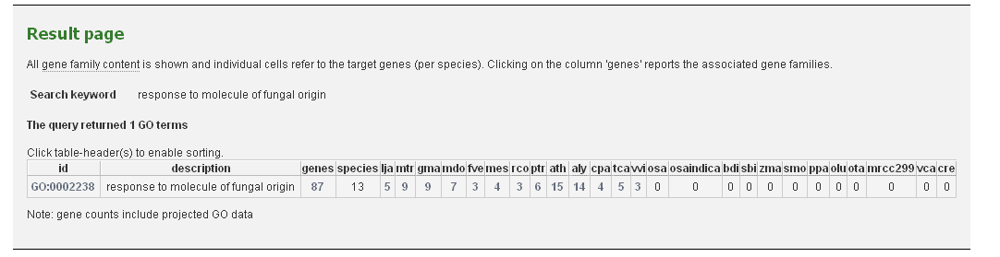 Result page
All gene family content is shown and individual cells refer to the target genes (per species). Clicking on the column 'genes' reports the associated gene families.
Search keyword response to molecule of fungal origin
The query returned 1 GO terms
Click table-header(s) to enable sorting.
id description genes species lja mtr gma mdo fve mes rco ptr ath aly cpa tca vvi osa osaindica bdi sbi zma smo ppa olu ota mrcc299 vca cre
GO:0002238 response to molecule of fungal origin 87 13 5 9 9 7 3 4 3 6 15 14 4 5 3 0 0 0 0 0 0 0 0 0 0 0 0
Note: gene counts include projected GO data